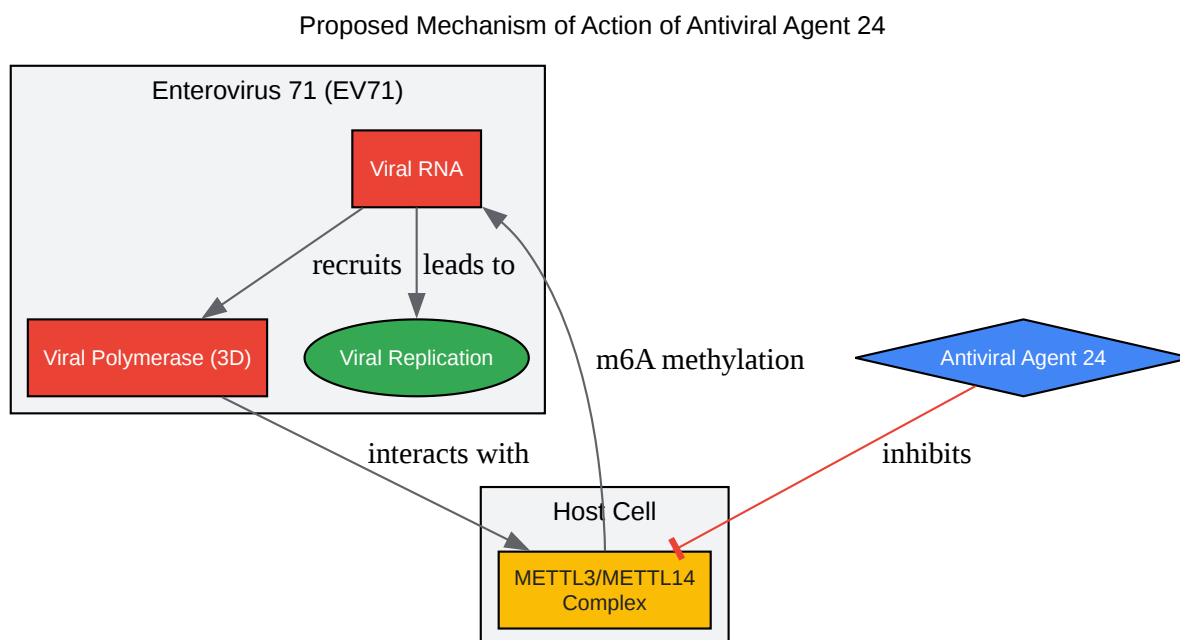 Proposed Mechanism of Action of Antiviral Agent 24
Enterovirus 71 (EV71)
Viral RNA
recruits
leads to
Viral Polymerase (3D)
Viral Replication
m6A methylation
Antiviral Agent 24
interacts with
inhibits
Host Cell
METTL3/METTL14
Complex